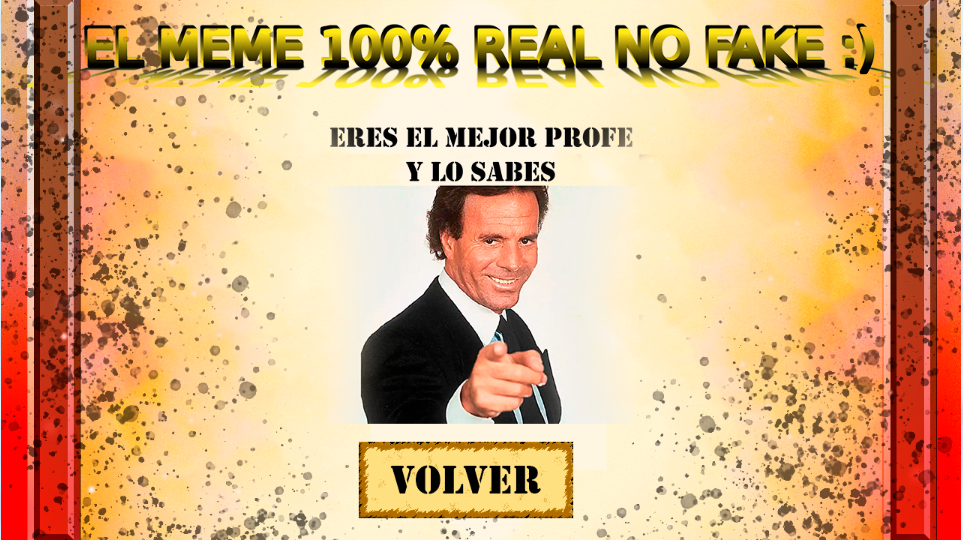 EL MEME 100% REAL NO FAKE :)
ERES EL MEJOR PROFE
Y LO SABES
VOLVER